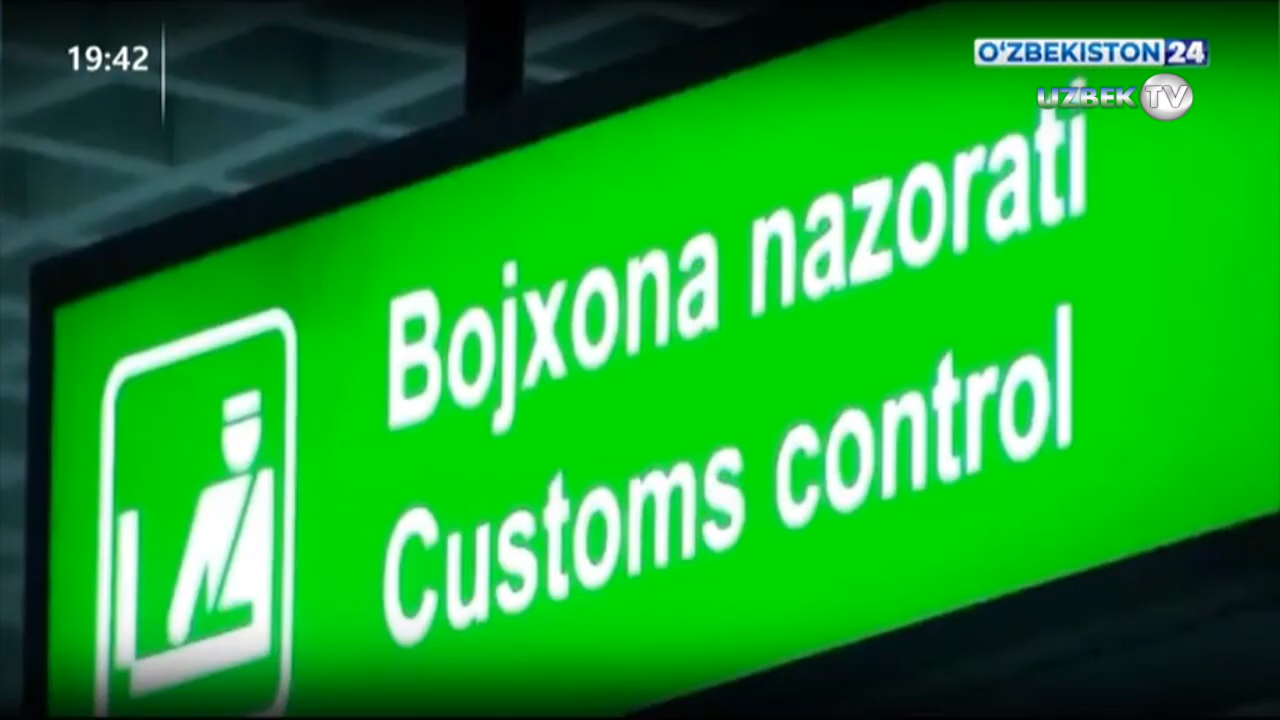 19:42
O‘ZBEKISTON 24
UZBEK TV
Bojxona nazorati
Customs control